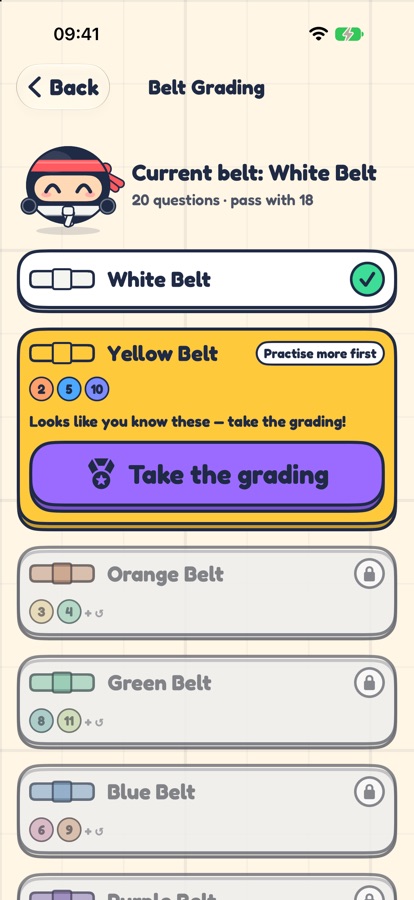 09:41
Back
Belt Grading
Current belt: White Belt
20 questions · pass with 18
White Belt
Yellow Belt
Practise more first
2 5 10
Looks like you know these – take the grading!
Take the grading
Orange Belt
3 4 + ↺
Green Belt
8 11 + ↺
Blue Belt
6 9 + ↺
Purple Belt